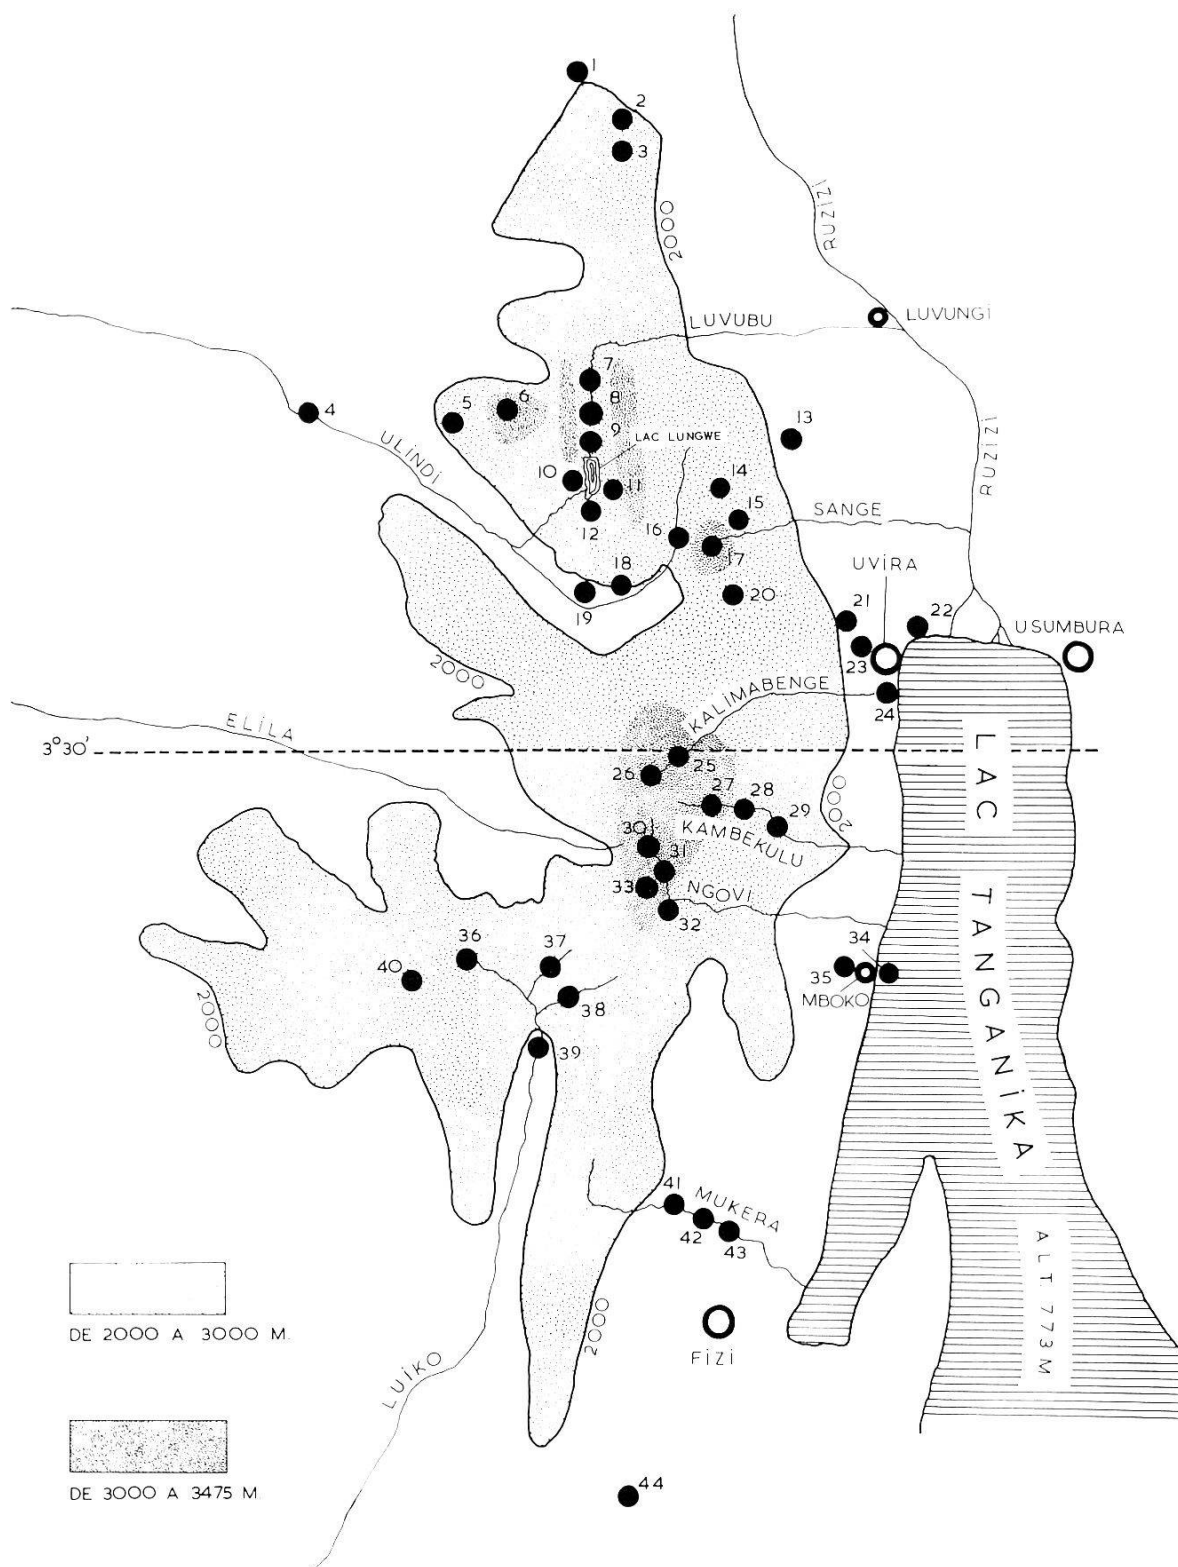 1
2
3
2000
RUZIZI
LUVUBU
LUVUNGI
7
4
5
6
8
9
13
RUZIZI
ULINDI
LAC LUNGWE
10
11
14
12
15
SANGE
16
17
18
19
20
UVIRA
21
22
USUMBURA
23
2000
KALIMABENGE
24
ELILA
3°30'
25
26
27
28
29
2000
KAMBEKULU
30
31
33
NGOVI
32
LAC TANGANIKA
ALT. 773M
34
35
MBOKO
36
37
38
40
2000
39
41
MUKERA
42
43
2000
FIZI
LUIKO
DE 2000 A 3000 M.
DE 3000 A 3475 M.
44